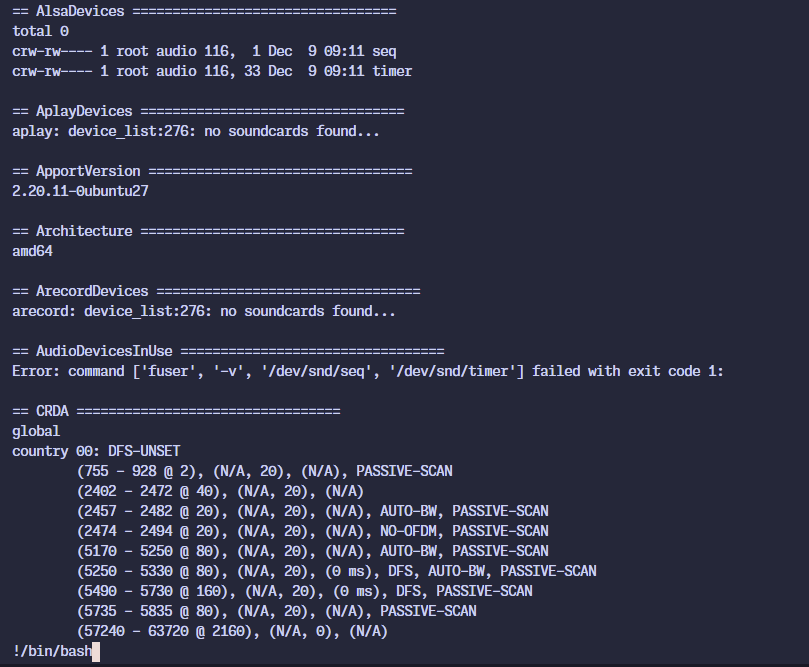 == AlsaDevices =================================
total 0
crw-rw---- 1 root audio 116,  1 Dec  9 09:11 seq
crw-rw---- 1 root audio 116, 33 Dec  9 09:11 timer

== AplayDevices =================================
aplay: device_list:276: no soundcards found...

== ApportVersion =================================
2.20.11-0ubuntu27

== Architecture =================================
amd64

== ArecordDevices =================================
arecord: device_list:276: no soundcards found...

== AudioDevicesInUse =================================
Error: command ['fuser', '-v', '/dev/snd/seq', '/dev/snd/timer'] failed with exit code 1:

== CRDA =================================
global
country 00: DFS-UNSET
        (755 - 928 @ 2), (N/A, 20), (N/A), PASSIVE-SCAN
        (2402 - 2472 @ 40), (N/A, 20), (N/A)
        (2457 - 2482 @ 20), (N/A, 20), (N/A), AUTO-BW, PASSIVE-SCAN
        (2474 - 2494 @ 20), (N/A, 20), (N/A), NO-OFDM, PASSIVE-SCAN
        (5170 - 5250 @ 80), (N/A, 20), (N/A), AUTO-BW, PASSIVE-SCAN
        (5250 - 5330 @ 80), (N/A, 20), (0 ms), DFS, AUTO-BW, PASSIVE-SCAN
        (5490 - 5730 @ 160), (N/A, 20), (0 ms), DFS, PASSIVE-SCAN
        (5735 - 5835 @ 80), (N/A, 20), (N/A), PASSIVE-SCAN
        (57240 - 63720 @ 2160), (N/A, 0), (N/A)
!/bin/bash